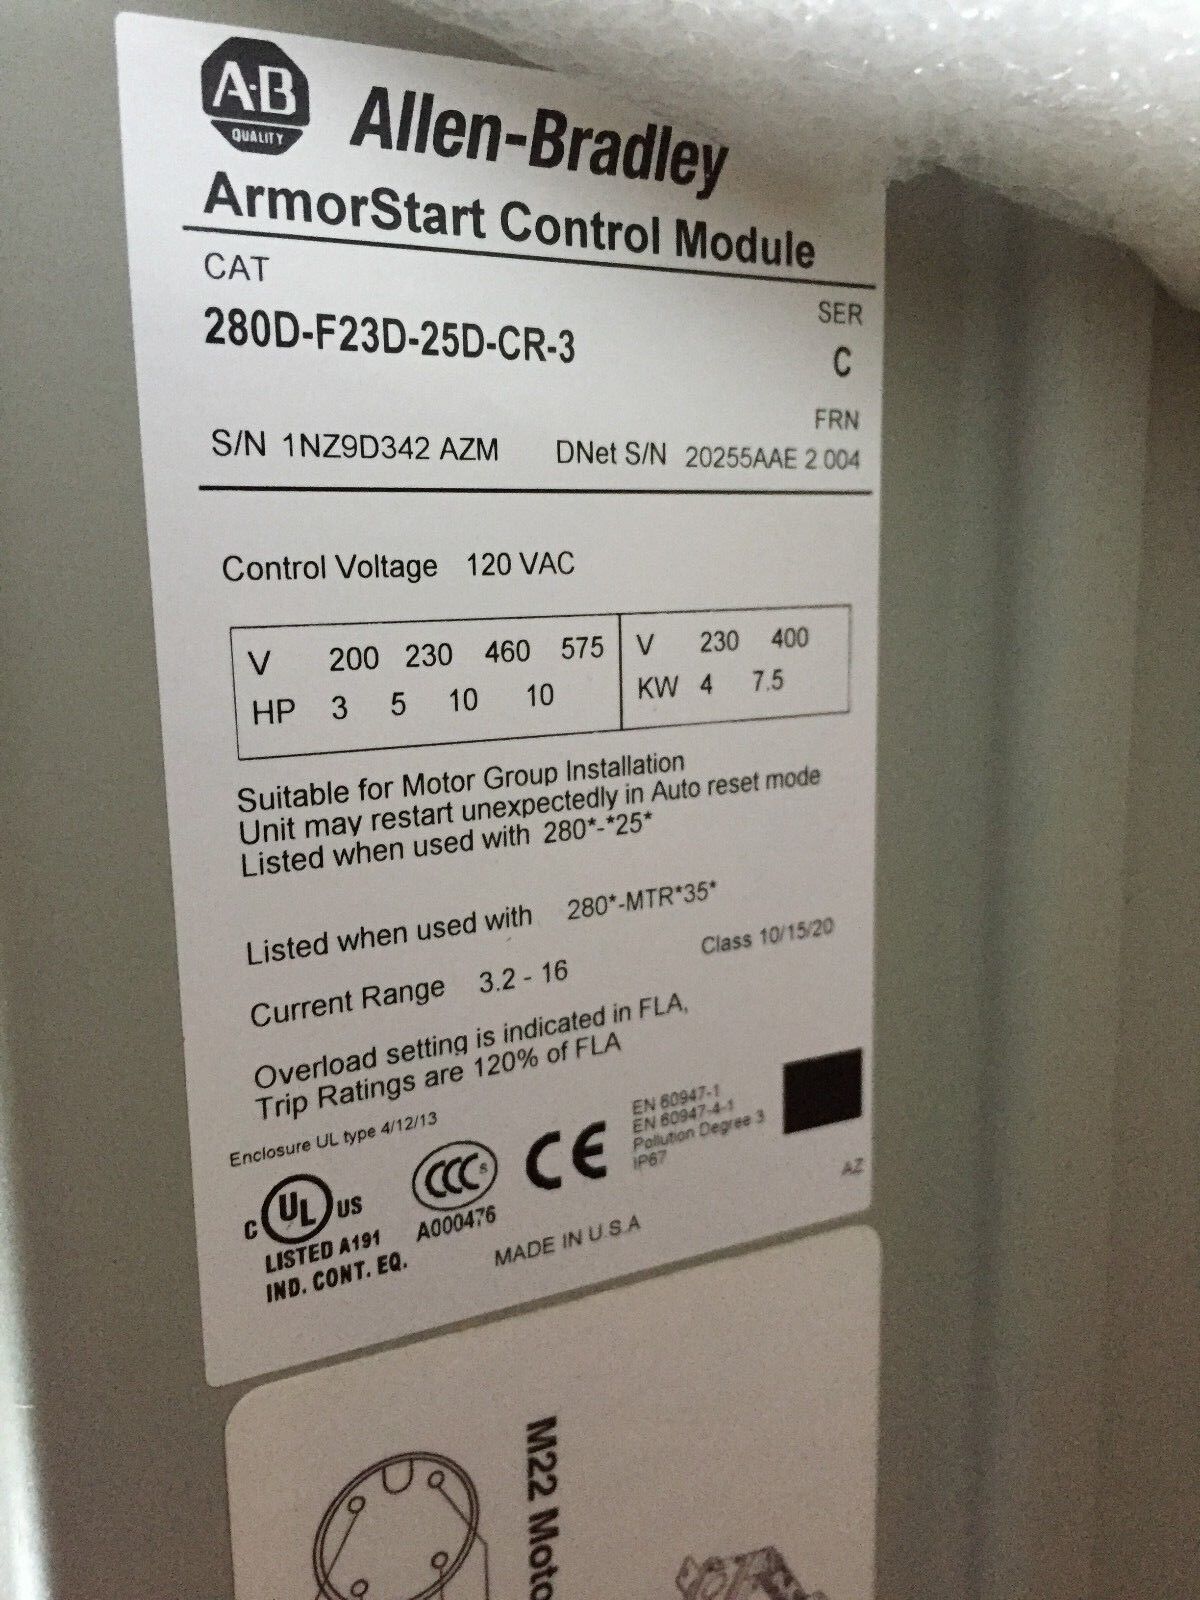 A·B
QUALITY
Allen-Bradley
ArmorStart Control Module
CAT
SER
280D-F23D-25D-CR-3
C
FRN
S/N 1NZ9D342 AZM DNet S/N 20255AAE 2.004
Control Voltage 120 VAC
V 200 230 460 575
HP 3 5 10 10
V 230 400
KW 4 7.5
Suitable for Motor Group Installation
Unit may restart unexpectedly in Auto reset mode
Listed when used with 280*-*25*
Listed when used with 280*-MTR*35*
Current Range 3.2 - 16 Class 10/15/20
Overload setting is indicated in FLA,
Trip Ratings are 120% of FLA
Enclosure UL type 4/12/13
EN 60947-1
EN 60947-4-1
Pollution Degree 3
IP67
C UL US
LISTED A191
IND. CONT. EQ.
CCC S
A000476
CE
AZ
MADE IN U.S.A
M22 Moto